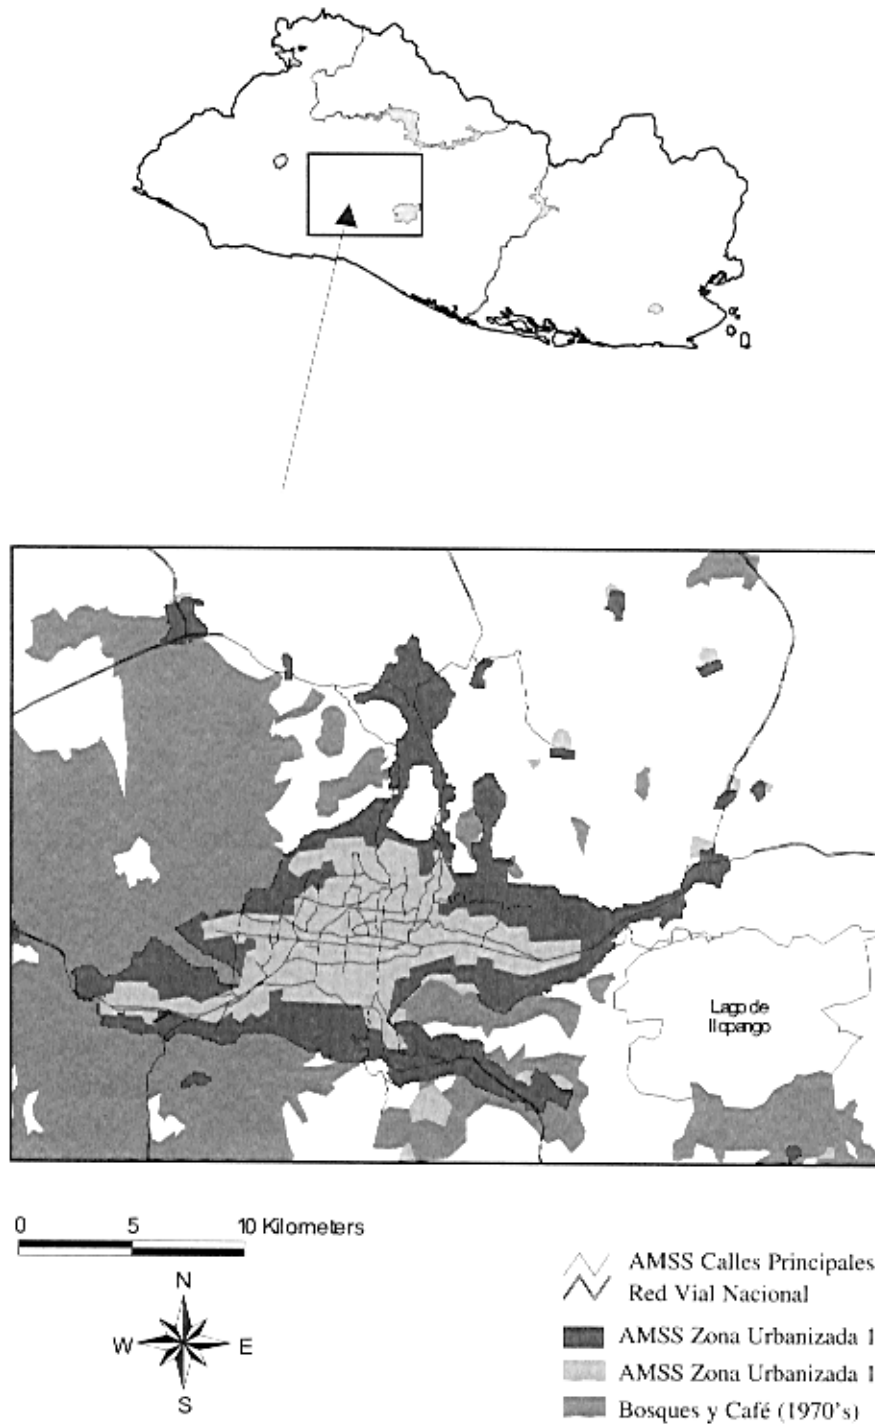 Lago de
Ilopango
0 5 10 Kilometers
N
W E
S
AMSS Calles Principales
Red Vial Nacional
AMSS Zona Urbanizada 1
AMSS Zona Urbanizada 1
Bosques y Café (1970's)